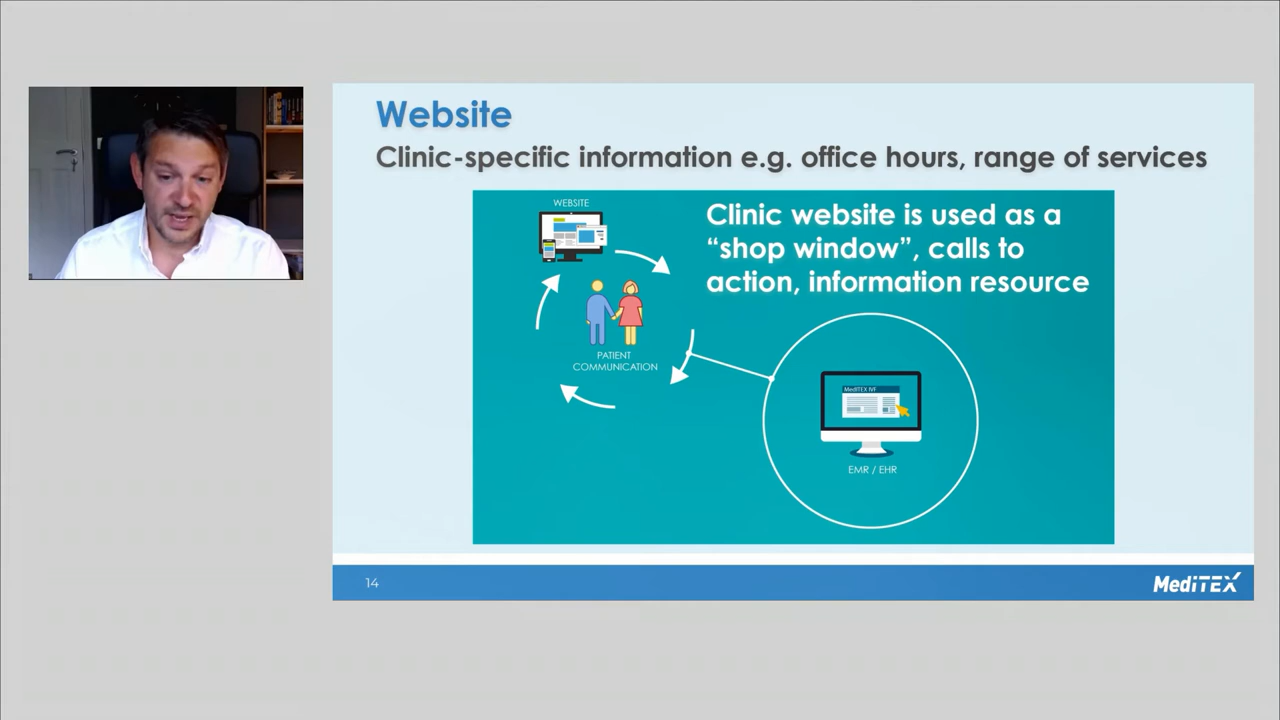 Website
Clinic-specific information e.g. office hours, range of services
WEBSITE
Clinic website is used as a
“shop window”, calls to
action, information resource
PATIENT
COMMUNICATION
MediTEX IVF
EMR / EHR
14
MediTEX